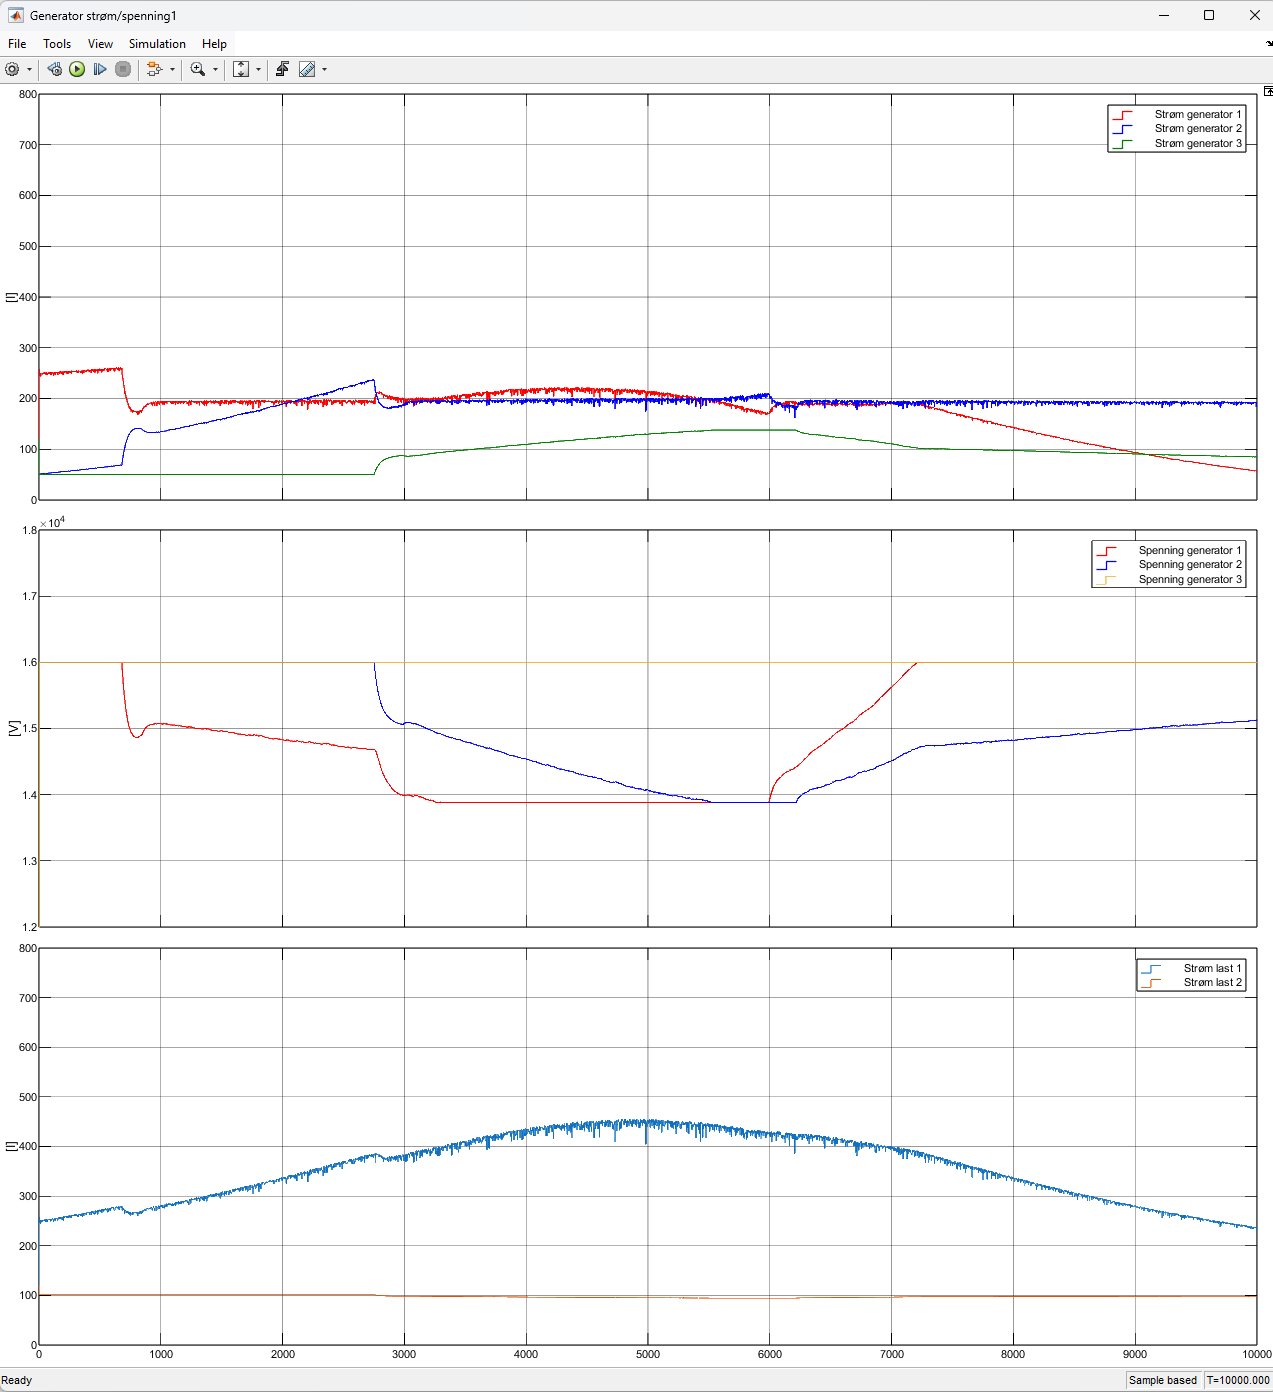 Generator strøm/spenning1
File Tools View Simulation Help
800
700
600
500
400
300
200
100
0
[I]
Strøm generator 1
Strøm generator 2
Strøm generator 3
×10^4
1.8
1.7
1.6
1.5
1.4
1.3
1.2
[V]
Spenning generator 1
Spenning generator 2
Spenning generator 3
800
700
600
500
400
300
200
100
0
[I]
Strøm last 1
Strøm last 2
0 1000 2000 3000 4000 5000 6000 7000 8000 9000 10000
Ready Sample based T=10000.000